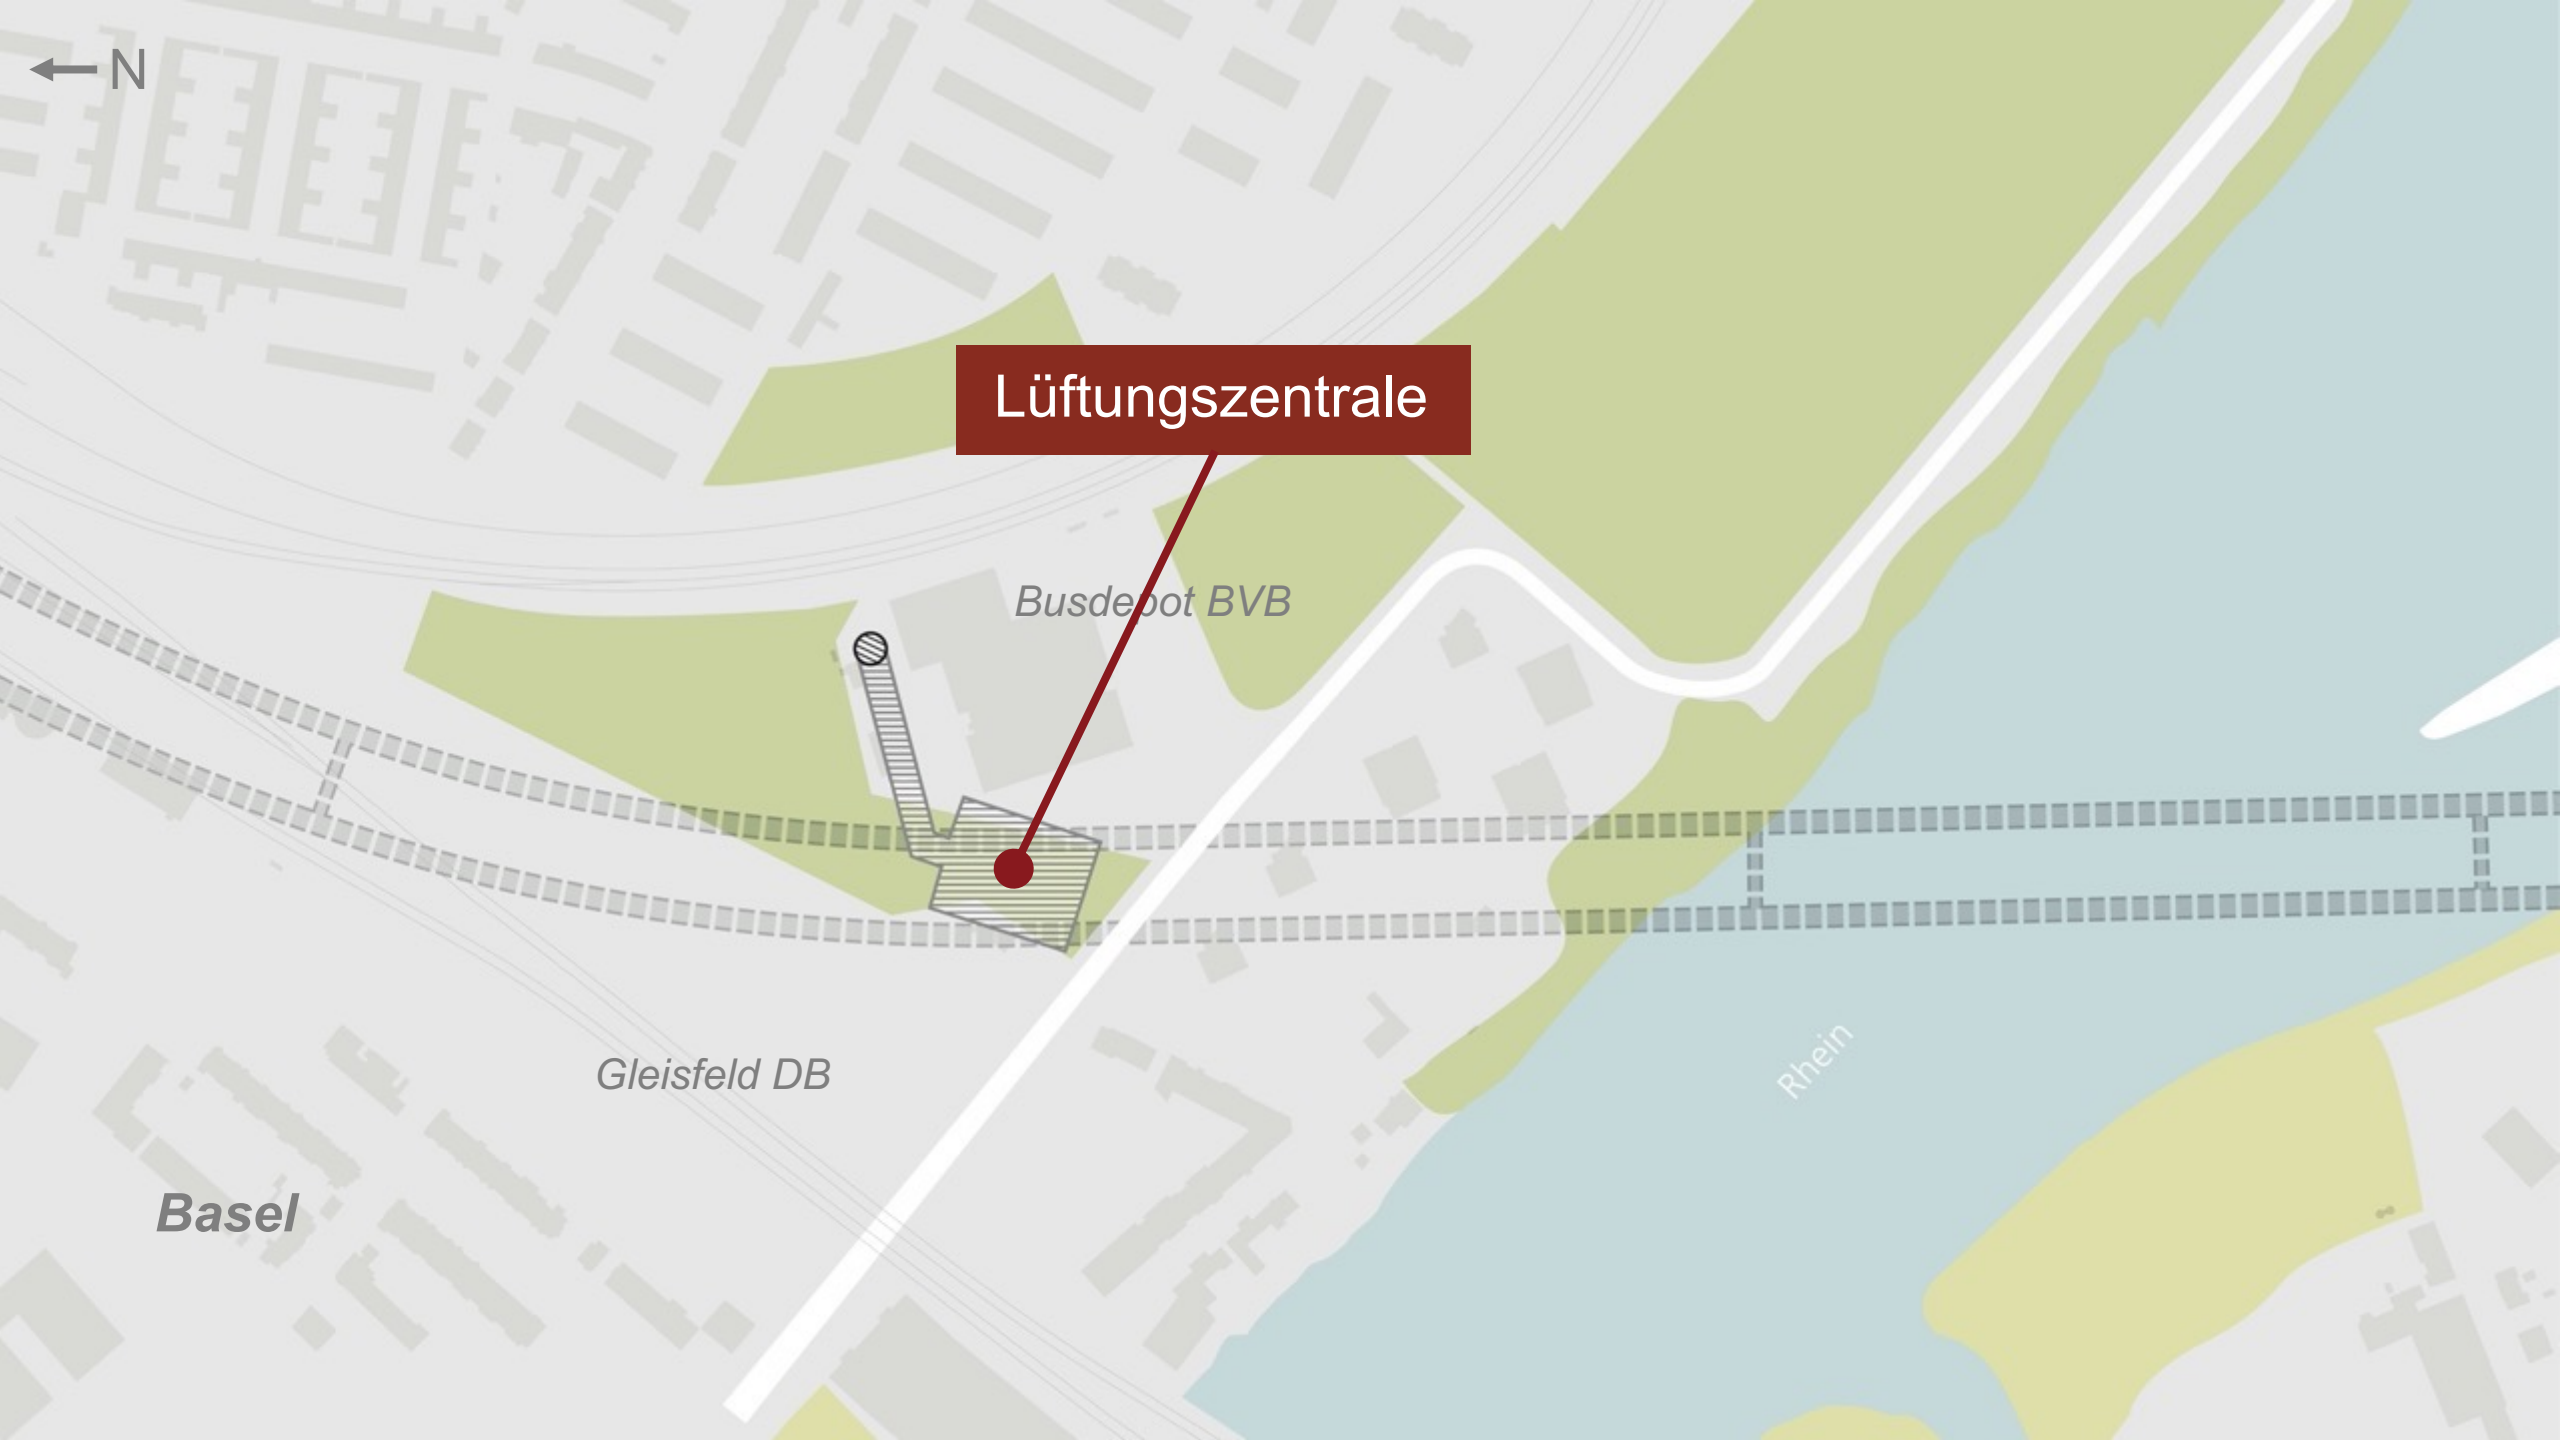 N
Lüftungszentrale
Busdepot BVB
Rhein
Gleisfeld DB
Basel